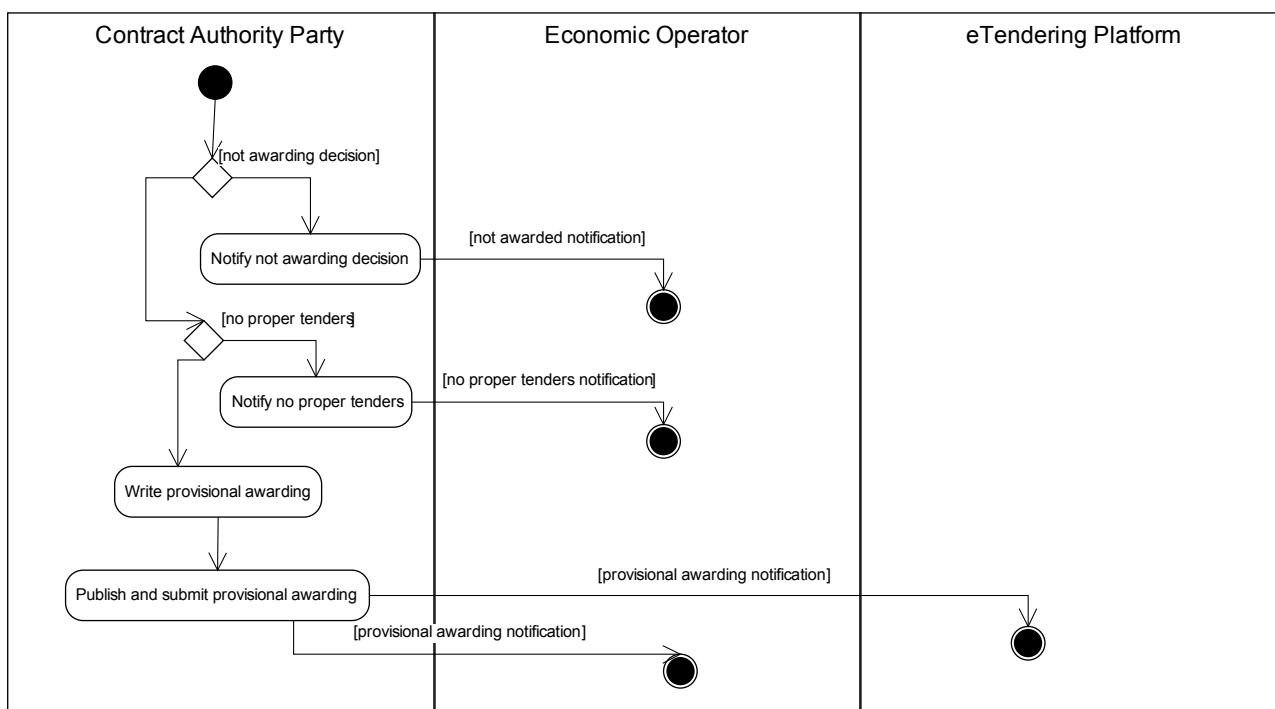 Contract Authority Party
Economic Operator
eTendering Platform
[not awarding decision]
Notify not awarding decision
[not awarded notification]
[no proper tenders]
Notify no proper tenders
[no proper tenders notification]
Write provisional awarding
Publish and submit provisional awarding
[provisional awarding notification]
[provisional awarding notification]